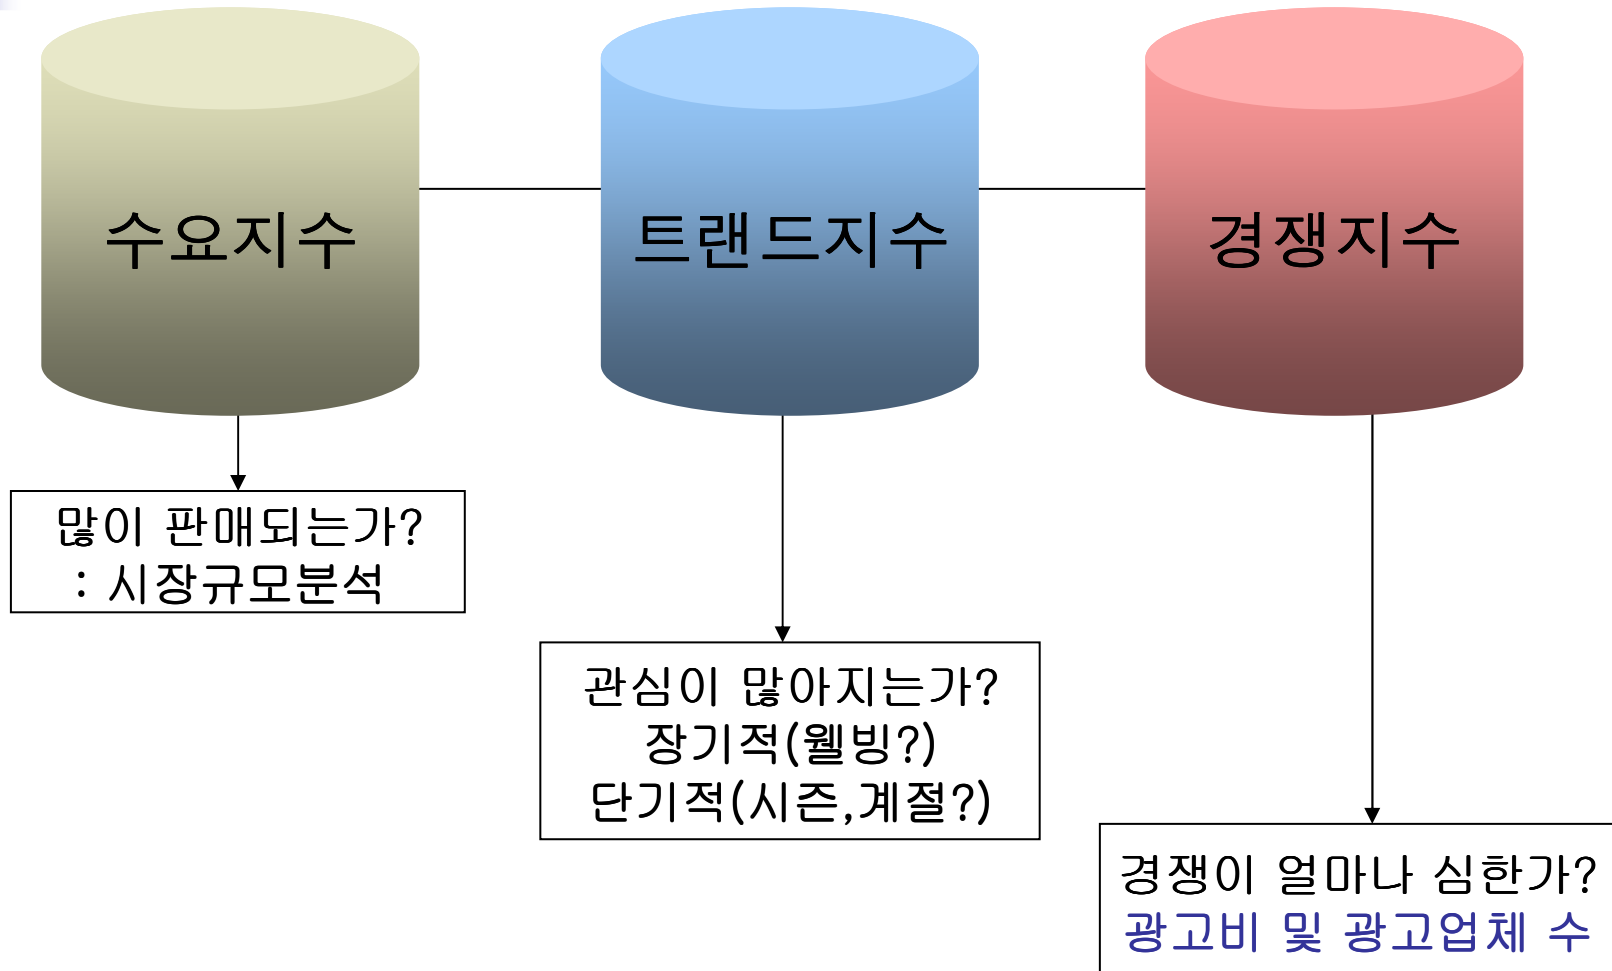 수요지수
트랜드지수
경쟁지수
많이 판매되는가?
: 시장규모분석
관심이 많아지는가?
장기적(웰빙?)
단기적(시즌,계절?)
경쟁이 얼마나 심한가?
광고비 및 광고업체 수